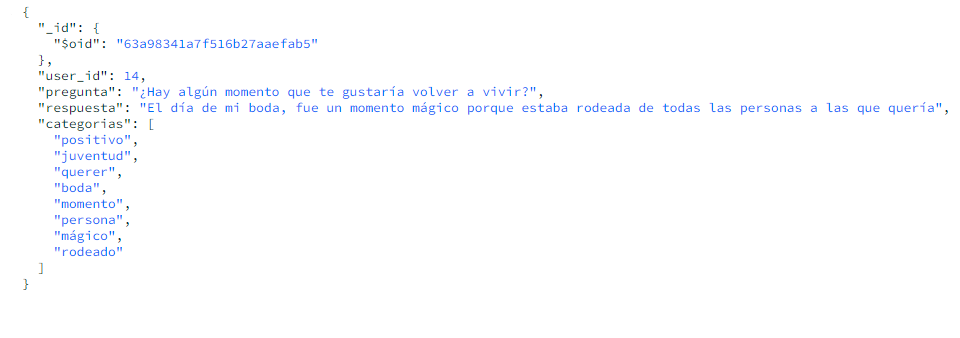 {
"_id": {
"$oid": "63a98341a7f516b27aaefab5"
},
"user_id": 14,
"pregunta": "¿Hay algún momento que te gustaría volver a vivir?",
"respuesta": "El día de mi boda, fue un momento mágico porque estaba rodeada de todas las personas a las que quería",
"categorias": [
"positivo",
"juventud",
"querer",
"boda",
"momento",
"persona",
"mágico",
"rodeado"
]
}